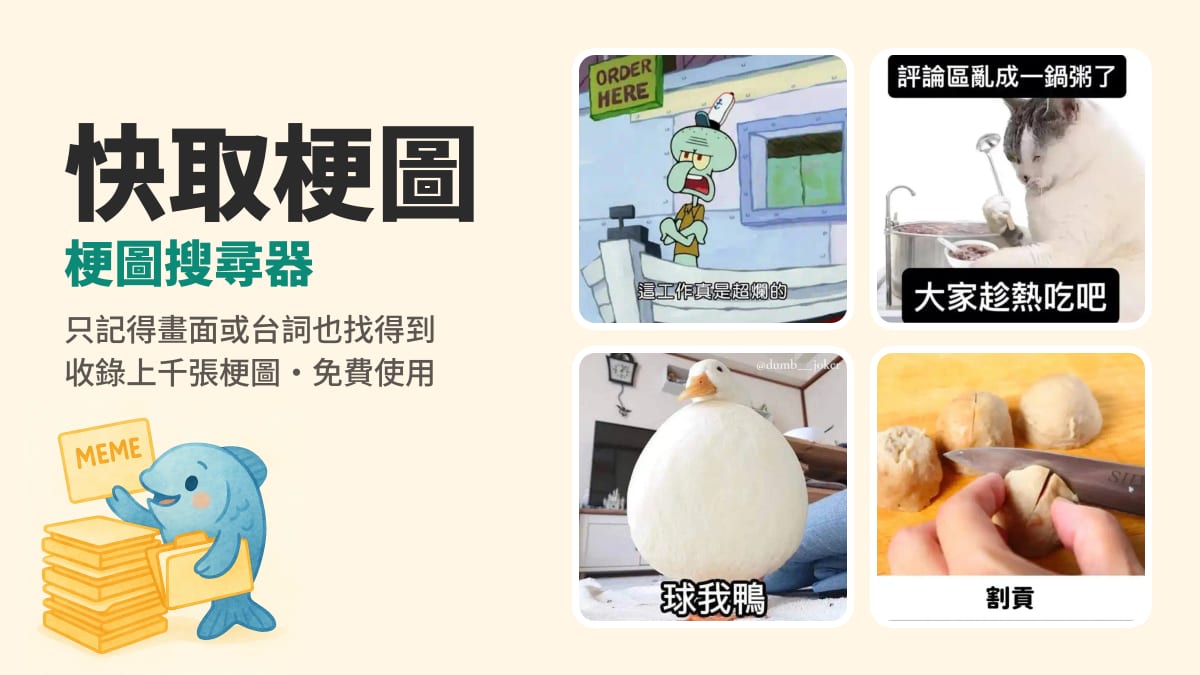 快取梗圖
梗圖搜尋器
只記得畫面或台詞也找得到
收錄上千張梗圖・免費使用
MEME
ORDER
HERE
這工作真是超爛的
評論區亂成一鍋粥了
大家趁熱吃吧
@dumb__joker
球我鴨
割貢